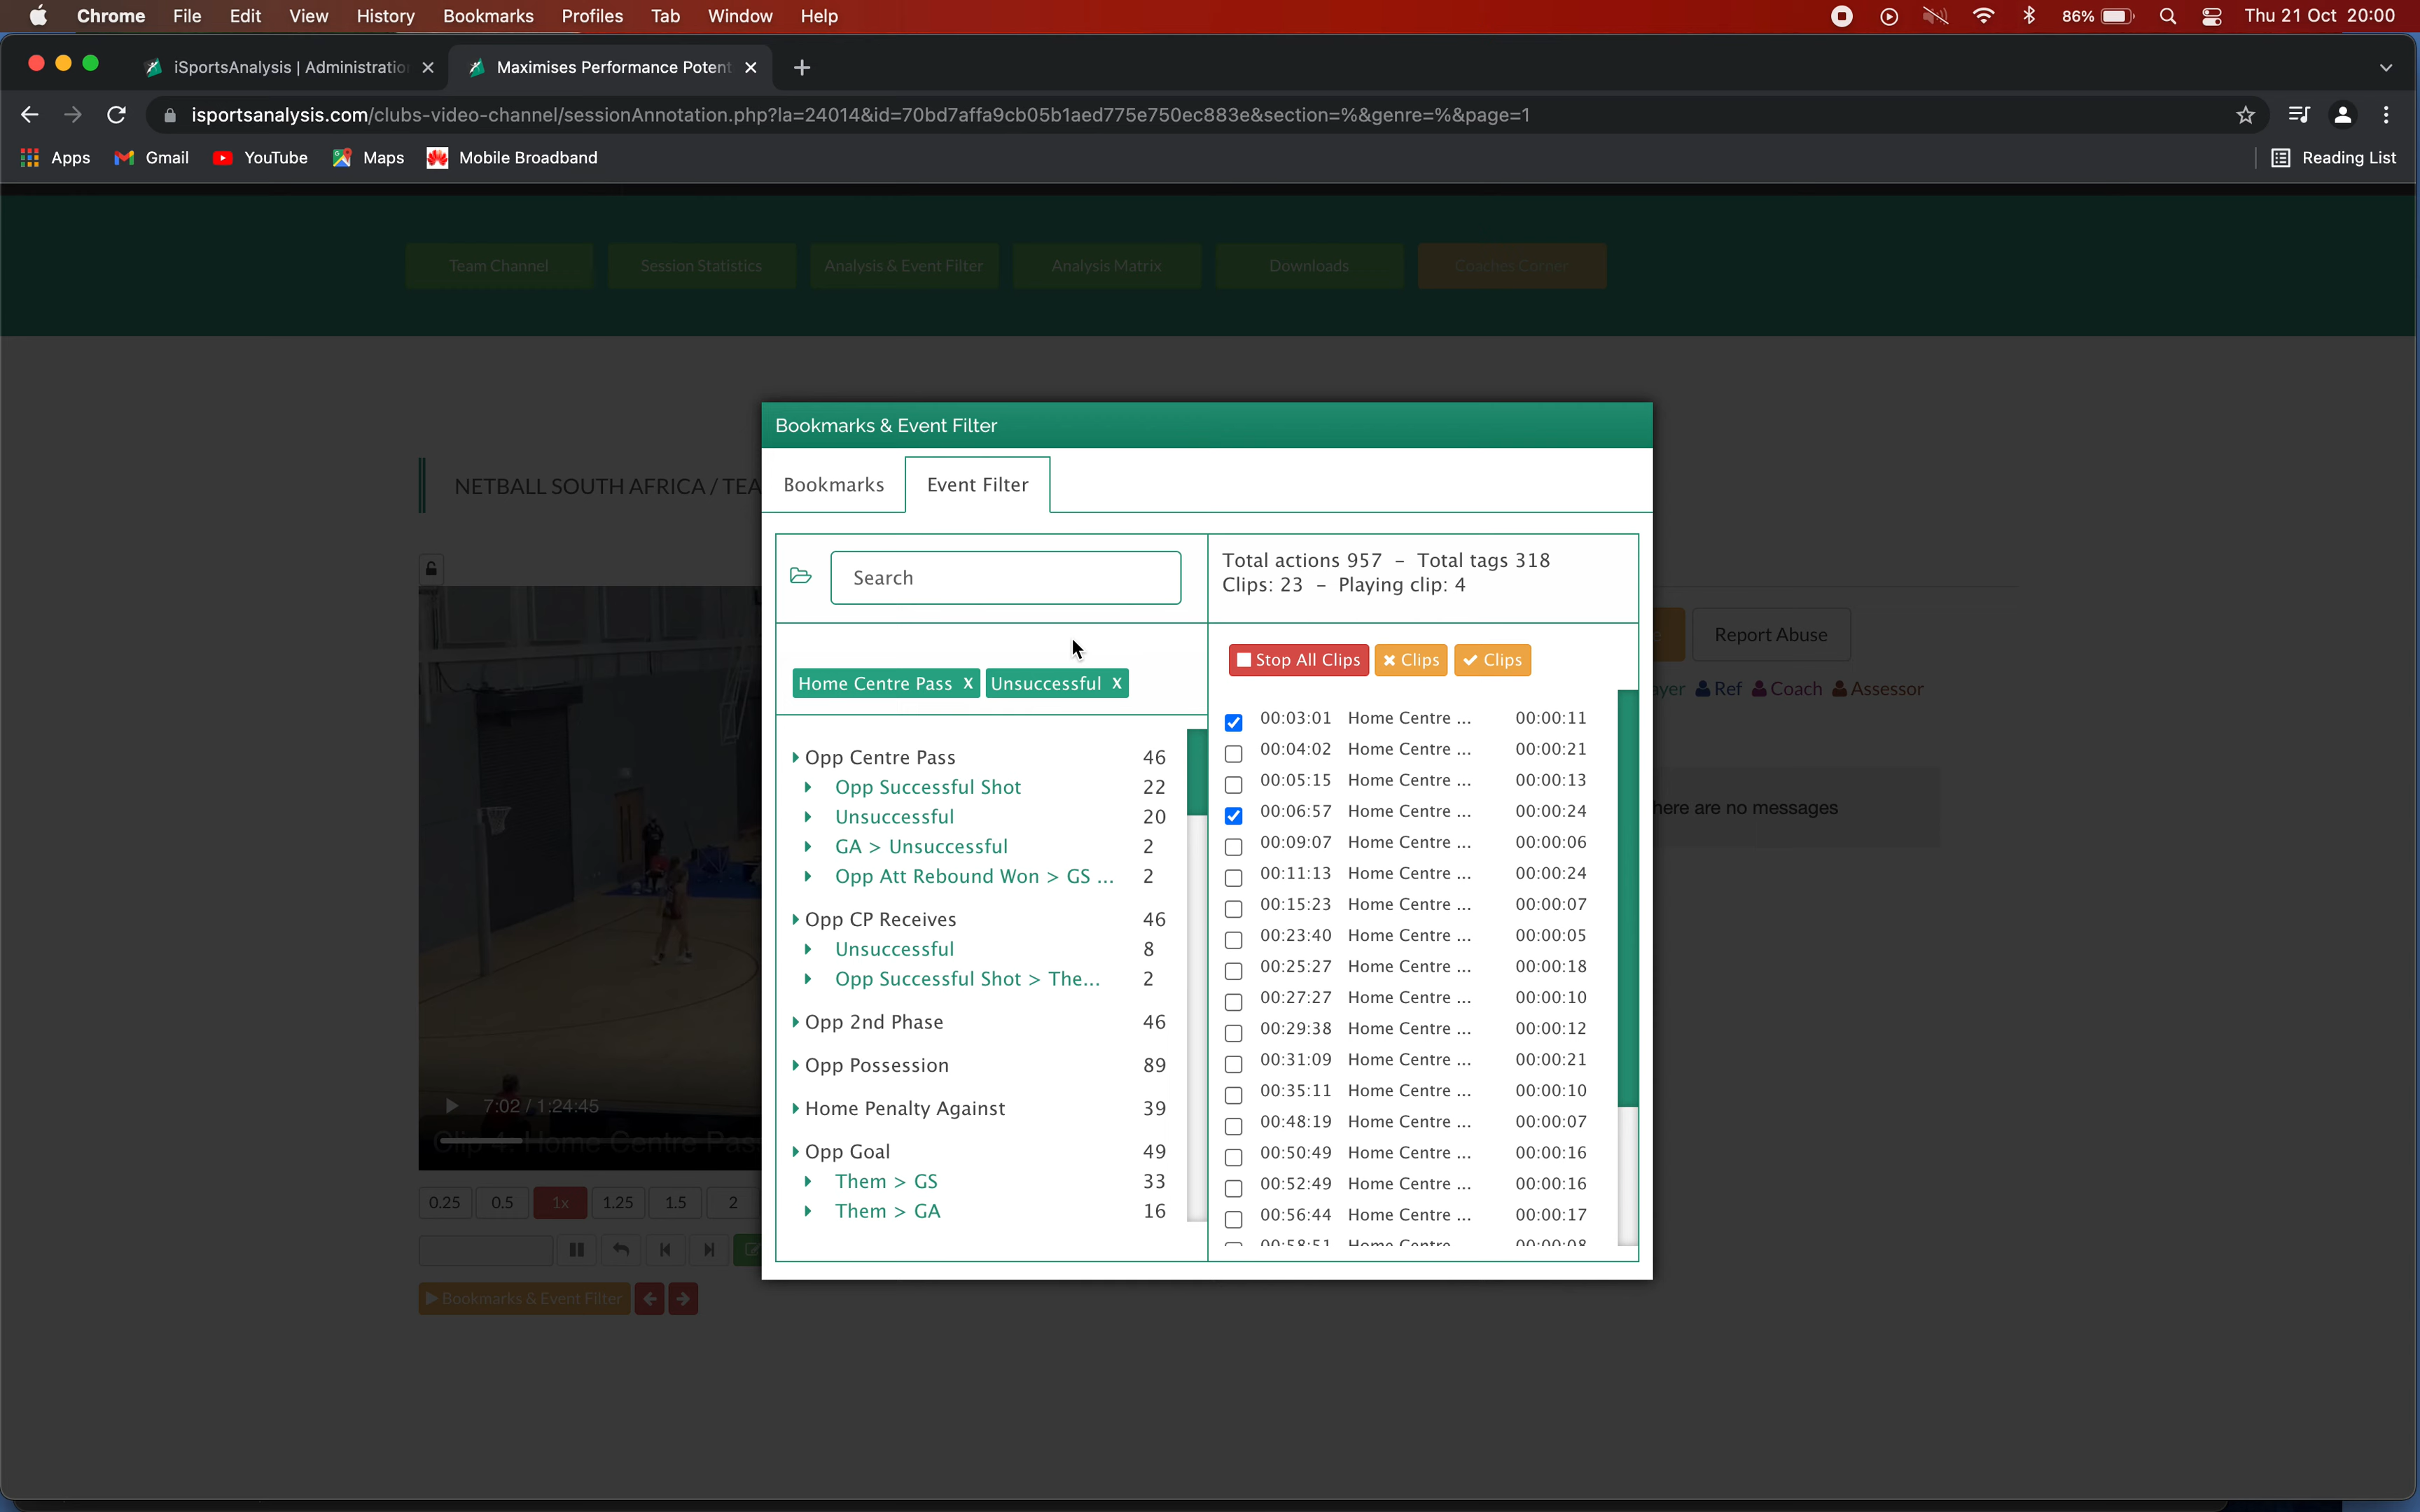 Chrome File Edit View History Bookmarks Profiles Tab Window Help 86% Thu 21 Oct 20:00
iSportsAnalysis | Administratio Maximises Performance Potent
isportsanalysis.com/clubs-video-channel/sessionAnnotation.php?la=24014&id=70bd7affa9cb05b1aed775e750ec883e&section=%&genre=%&page=1
Apps Gmail YouTube Maps Mobile Broadband Reading List
Team Channel Session Statistics Analysis & Event Filter Analysis Matrix Downloads Coaches Corner
Bookmarks & Event Filter
Bookmarks Event Filter
NETBALL SOUTH AFRICA / TEA
Search
Total actions 957 - Total tags 318
Clips: 23 - Playing clip: 4
Report Abuse
Home Centre Pass X Unsuccessful X
Stop All Clips Clips Clips
ayer Ref Coach Assessor
here are no messages
Opp Centre Pass 46
Opp Successful Shot 22
Unsuccessful 20
GA > Unsuccessful 2
Opp Att Rebound Won > GS ... 2
Opp CP Receives 46
Unsuccessful 8
Opp Successful Shot > The... 2
Opp 2nd Phase 46
Opp Possession 89
Home Penalty Against 39
Opp Goal 49
Them > GS 33
Them > GA 16
00:03:01 Home Centre ... 00:00:11
00:04:02 Home Centre ... 00:00:21
00:05:15 Home Centre ... 00:00:13
00:06:57 Home Centre ... 00:00:24
00:09:07 Home Centre ... 00:00:06
00:11:13 Home Centre ... 00:00:24
00:15:23 Home Centre ... 00:00:07
00:23:40 Home Centre ... 00:00:05
00:25:27 Home Centre ... 00:00:18
00:27:27 Home Centre ... 00:00:10
00:29:38 Home Centre ... 00:00:12
00:31:09 Home Centre ... 00:00:21
00:35:11 Home Centre ... 00:00:10
00:48:19 Home Centre ... 00:00:07
00:50:49 Home Centre ... 00:00:16
00:52:49 Home Centre ... 00:00:16
00:56:44 Home Centre ... 00:00:17
00:58:51 Home Centre 00:00:08
7:02 / 1:24:45
Clip 4: Home Centre Pas
0.25 0.5 1x 1.25 1.5 2
Bookmarks & Event Filter